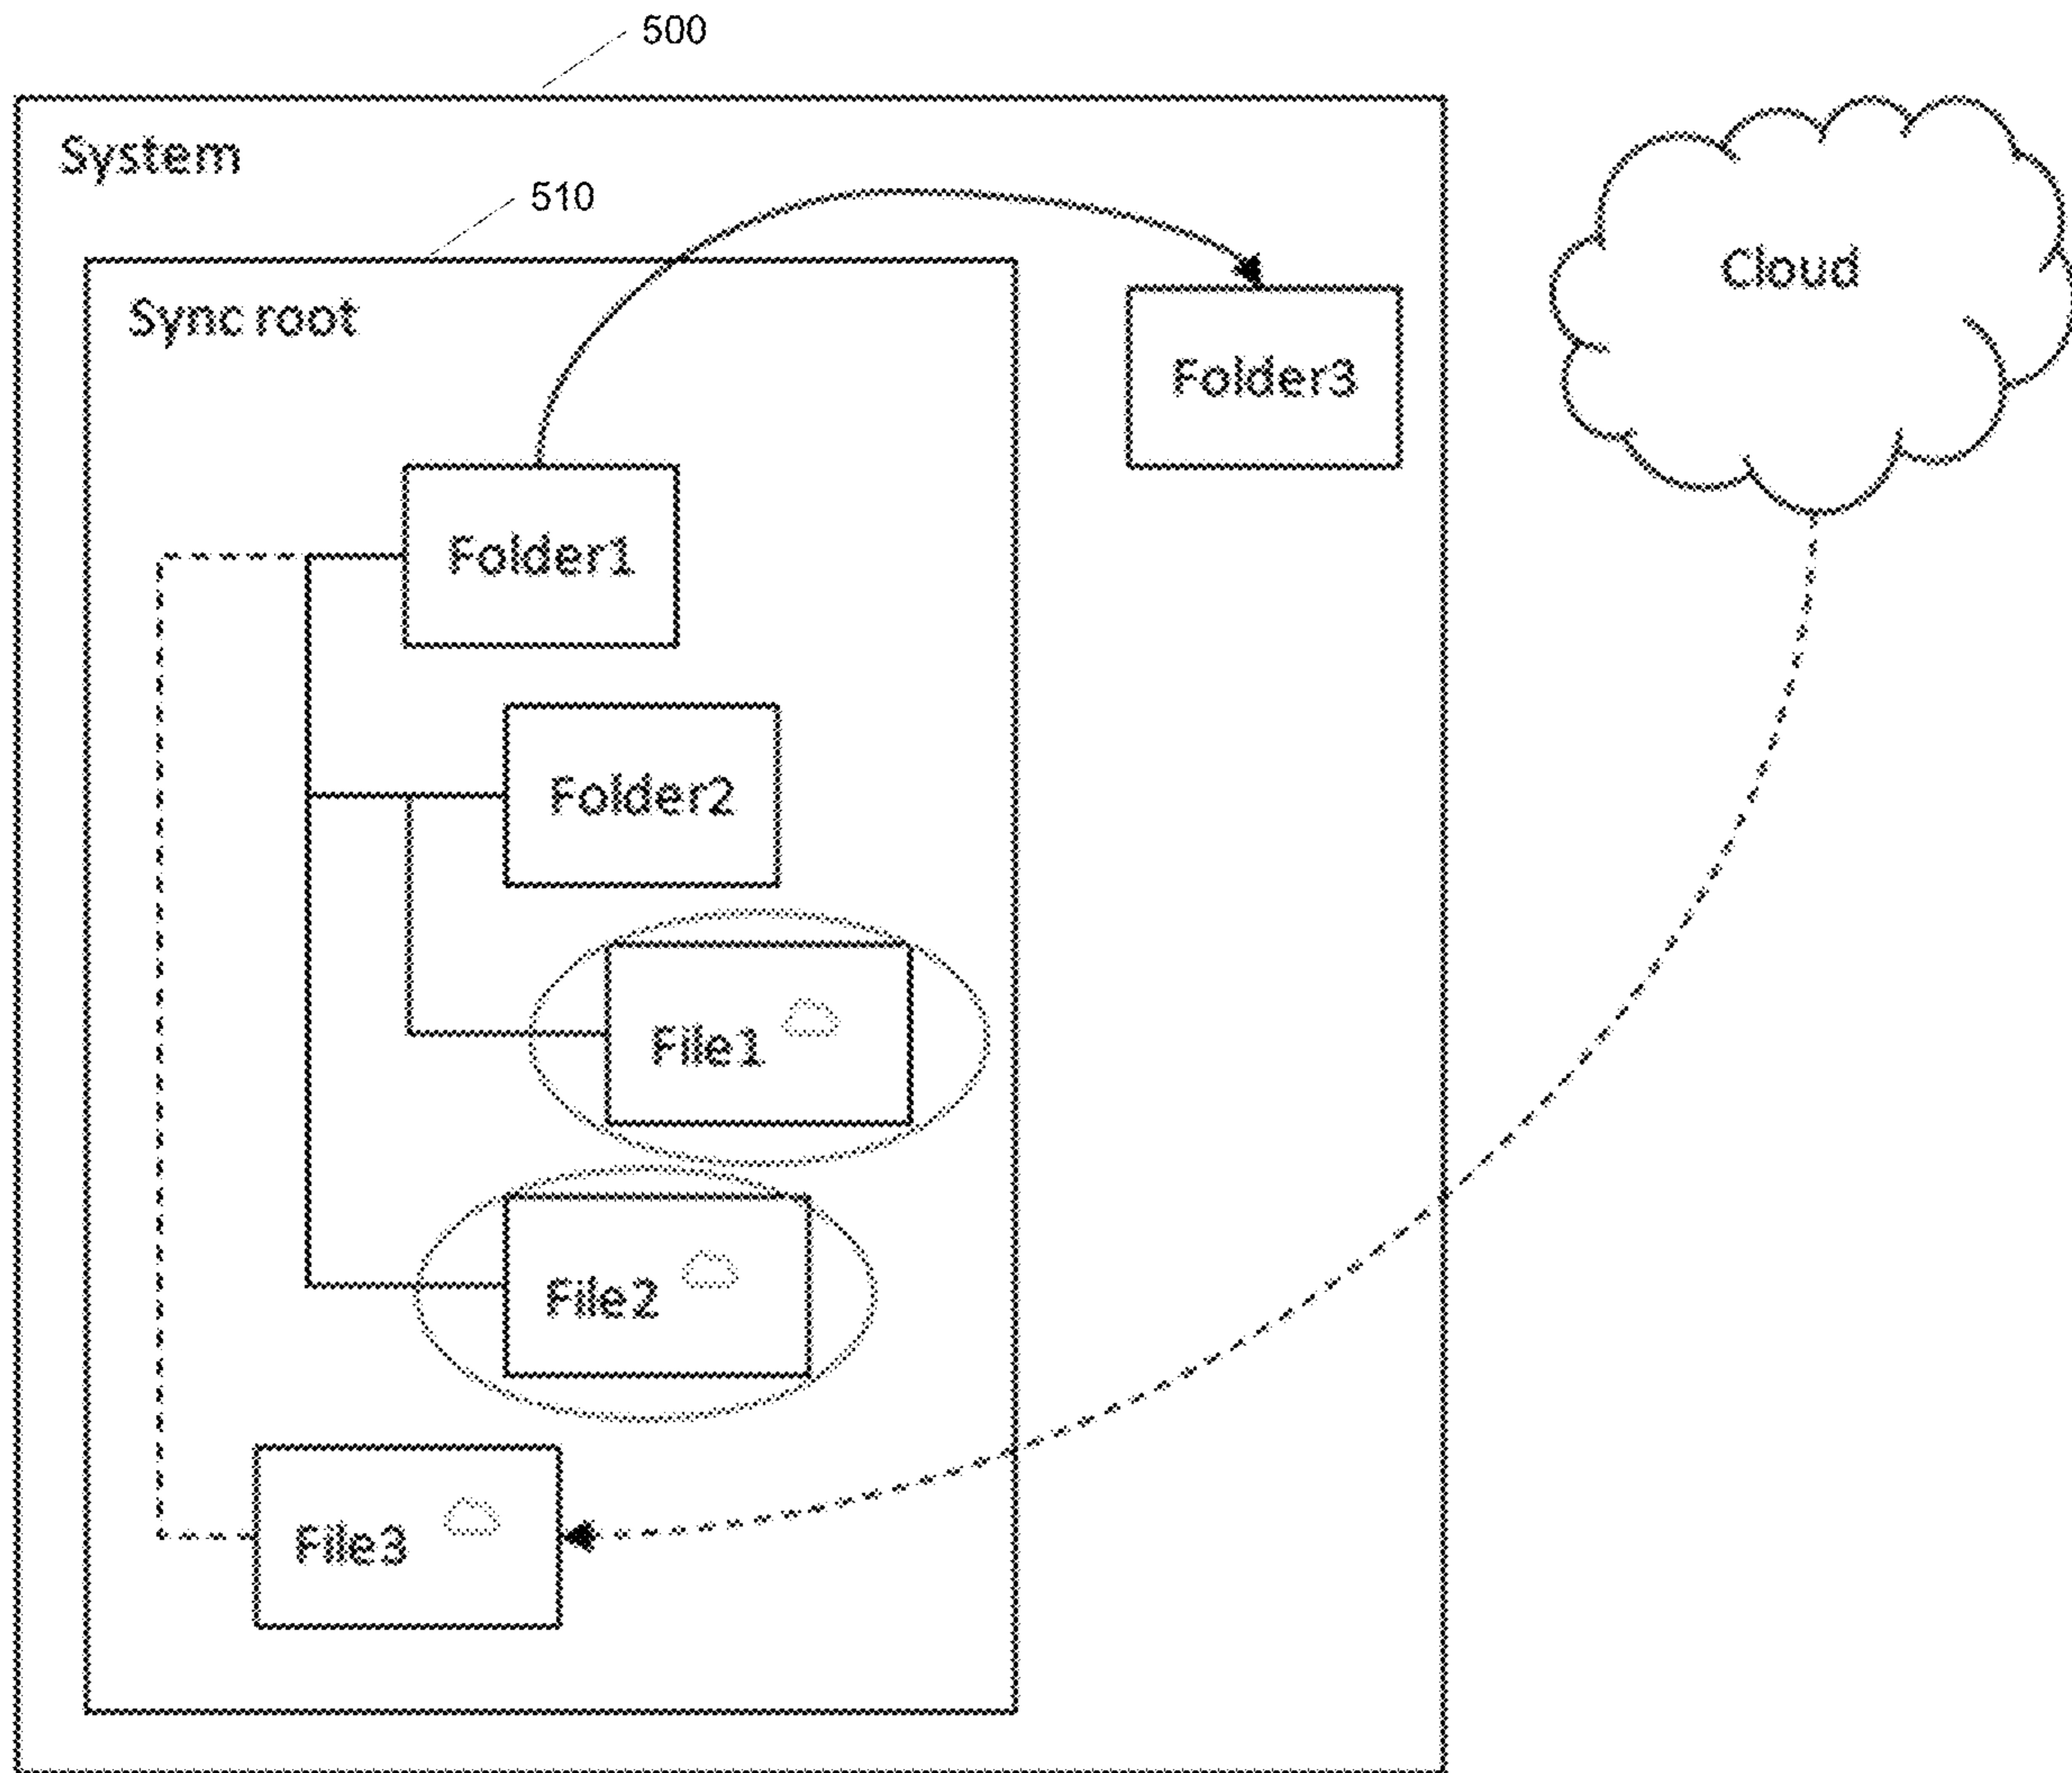 500
System
510
Sync root
Cloud
Folder3
Folder1
Folder2
File1
File2
File3